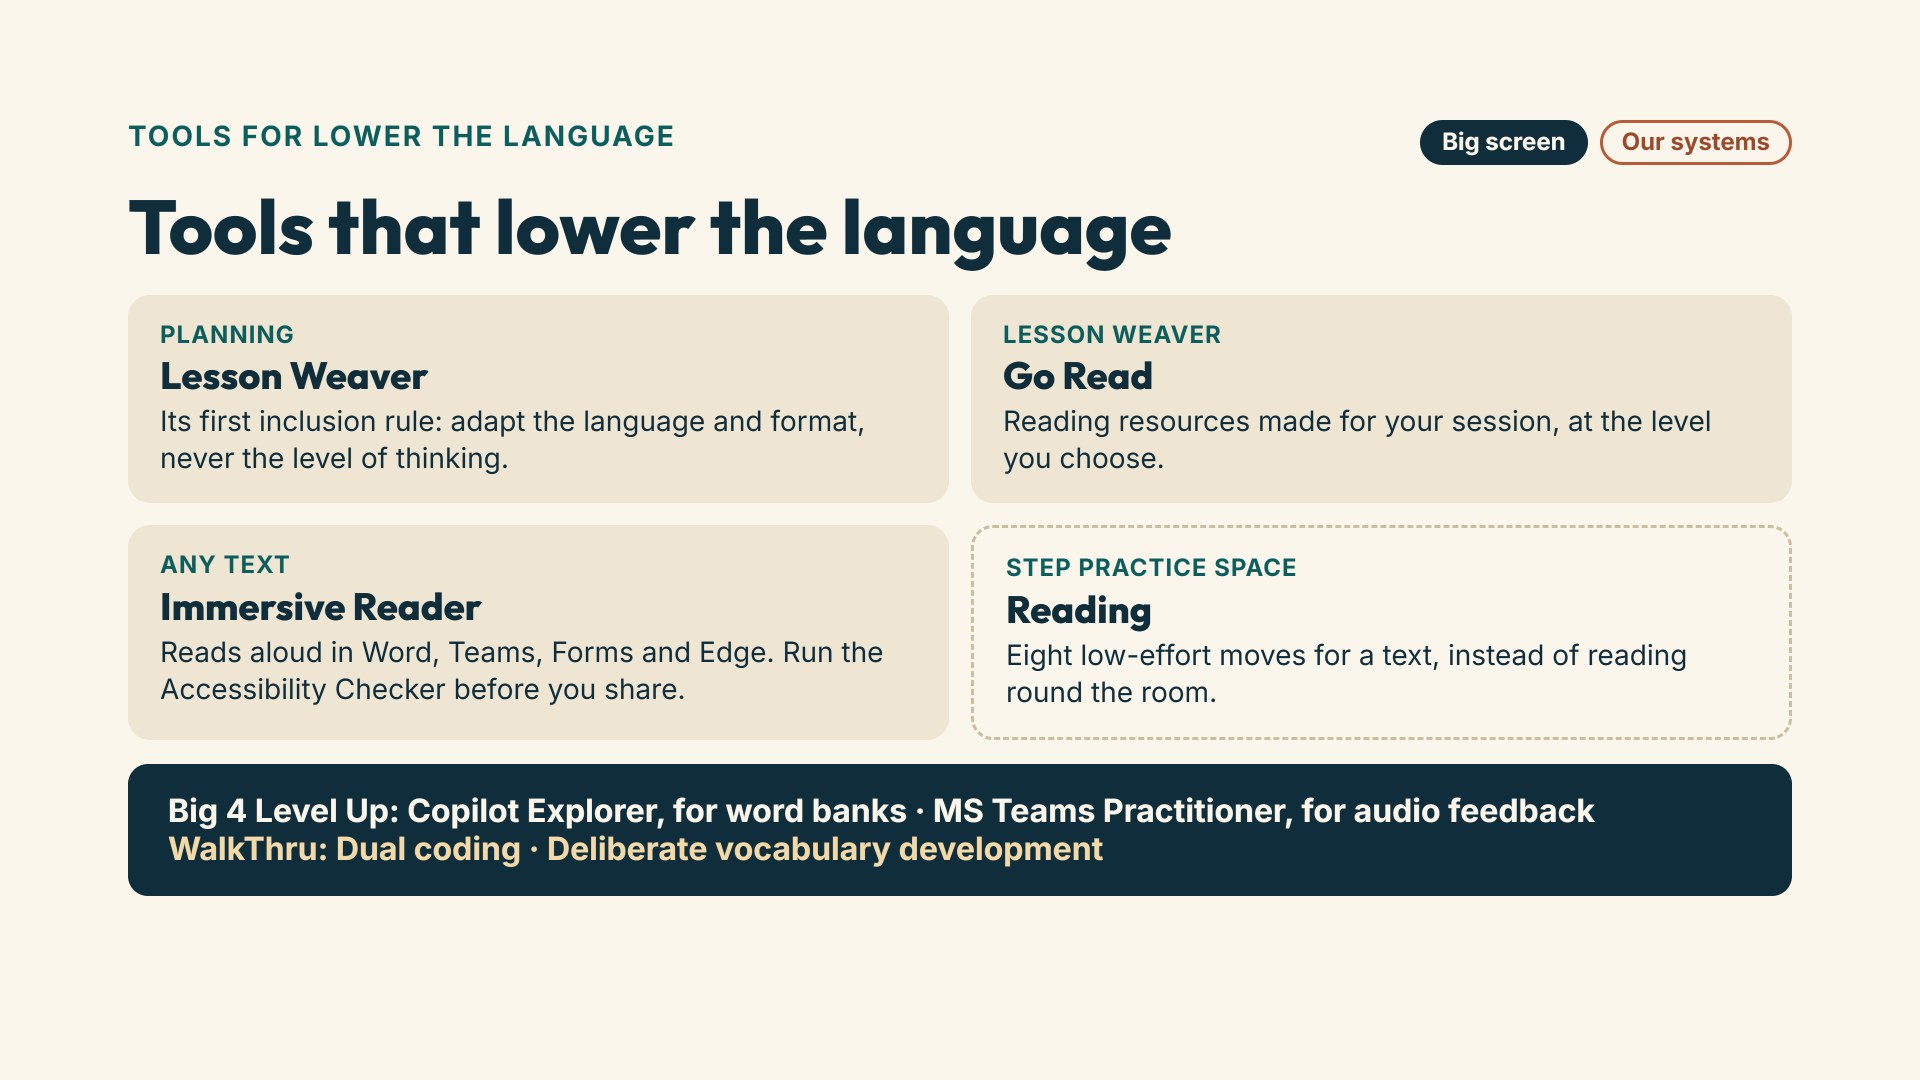 TOOLS FOR LOWER THE LANGUAGE
Big screen
Our systems
Tools that lower the language
PLANNING
Lesson Weaver
Its first inclusion rule: adapt the language and format,
never the level of thinking.
LESSON WEAVER
Go Read
Reading resources made for your session, at the level
you choose.
ANY TEXT
Immersive Reader
Reads aloud in Word, Teams, Forms and Edge. Run the
Accessibility Checker before you share.
STEP PRACTICE SPACE
Reading
Eight low-effort moves for a text, instead of reading
round the room.
Big 4 Level Up: Copilot Explorer, for word banks · MS Teams Practitioner, for audio feedback
WalkThru: Dual coding · Deliberate vocabulary development